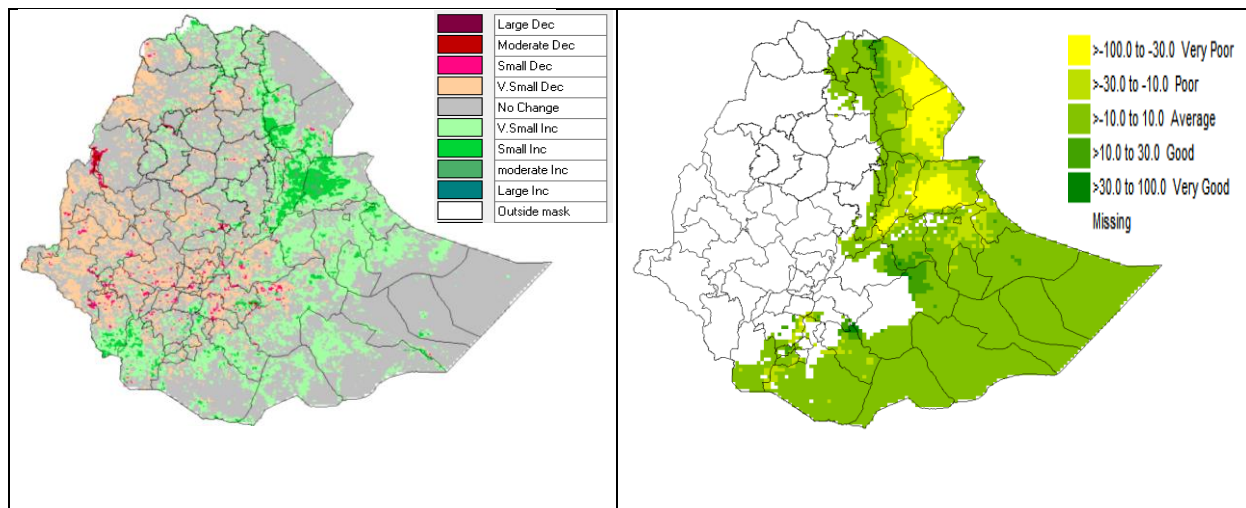 Large Dec
Moderate Dec
Small Dec
V.Small Dec
No Change
V.Small Inc
Small Inc
moderate Inc
Large Inc
Outside mask
>-100.0 to -30.0 Very Poor
>-30.0 to -10.0 Poor
>-10.0 to 10.0 Average
>10.0 to 30.0 Good
>30.0 to 100.0 Very Good
Missing